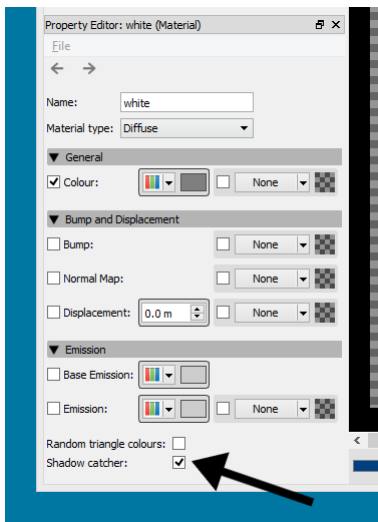 Property Editor: white (Material)
File
Name: white
Material type: Diffuse
General
Colour: None
Bump and Displacement
Bump: None
Normal Map: None
Displacement: 0.0 m None
Emission
Base Emission:
Emission: None
Random triangle colours:
Shadow catcher: